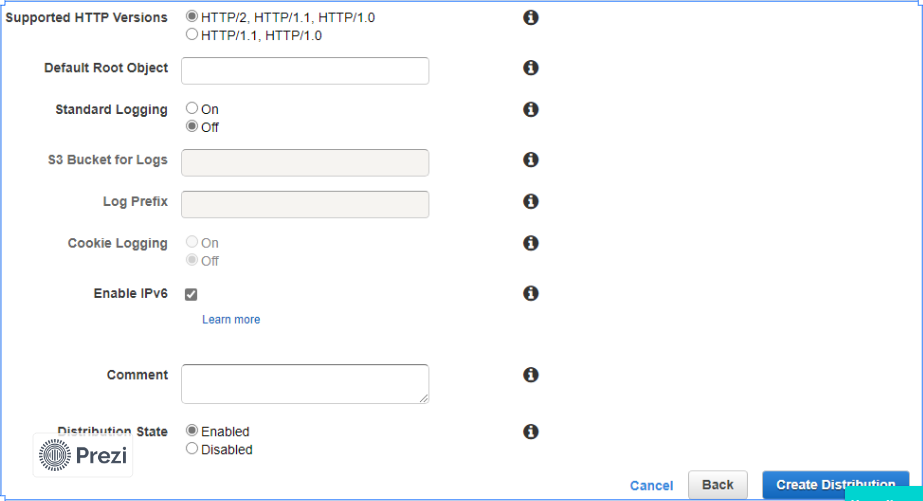 Supported HTTP Versions
HTTP/2, HTTP/1.1, HTTP/1.0
HTTP/1.1, HTTP/1.0
Default Root Object
Standard Logging
On
Off
S3 Bucket for Logs
Log Prefix
Cookie Logging
On
Off
Enable IPv6
Learn more
Comment
Distribution State
Enabled
Disabled
Prezi
Cancel
Back
Create Distribution